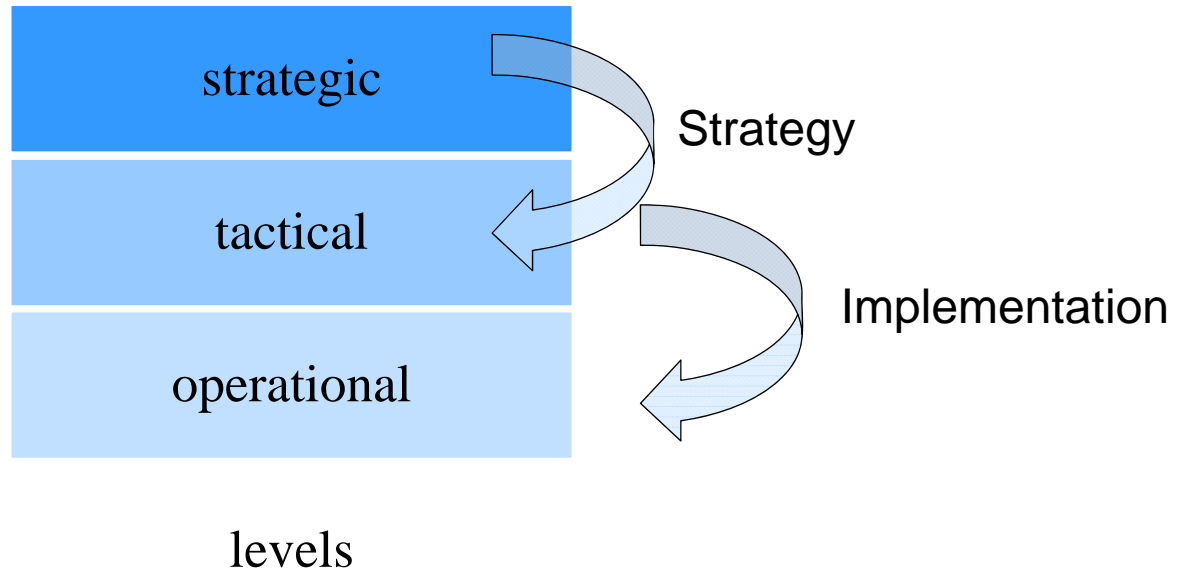 strategic
Strategy
tactical
Implementation
operational
levels